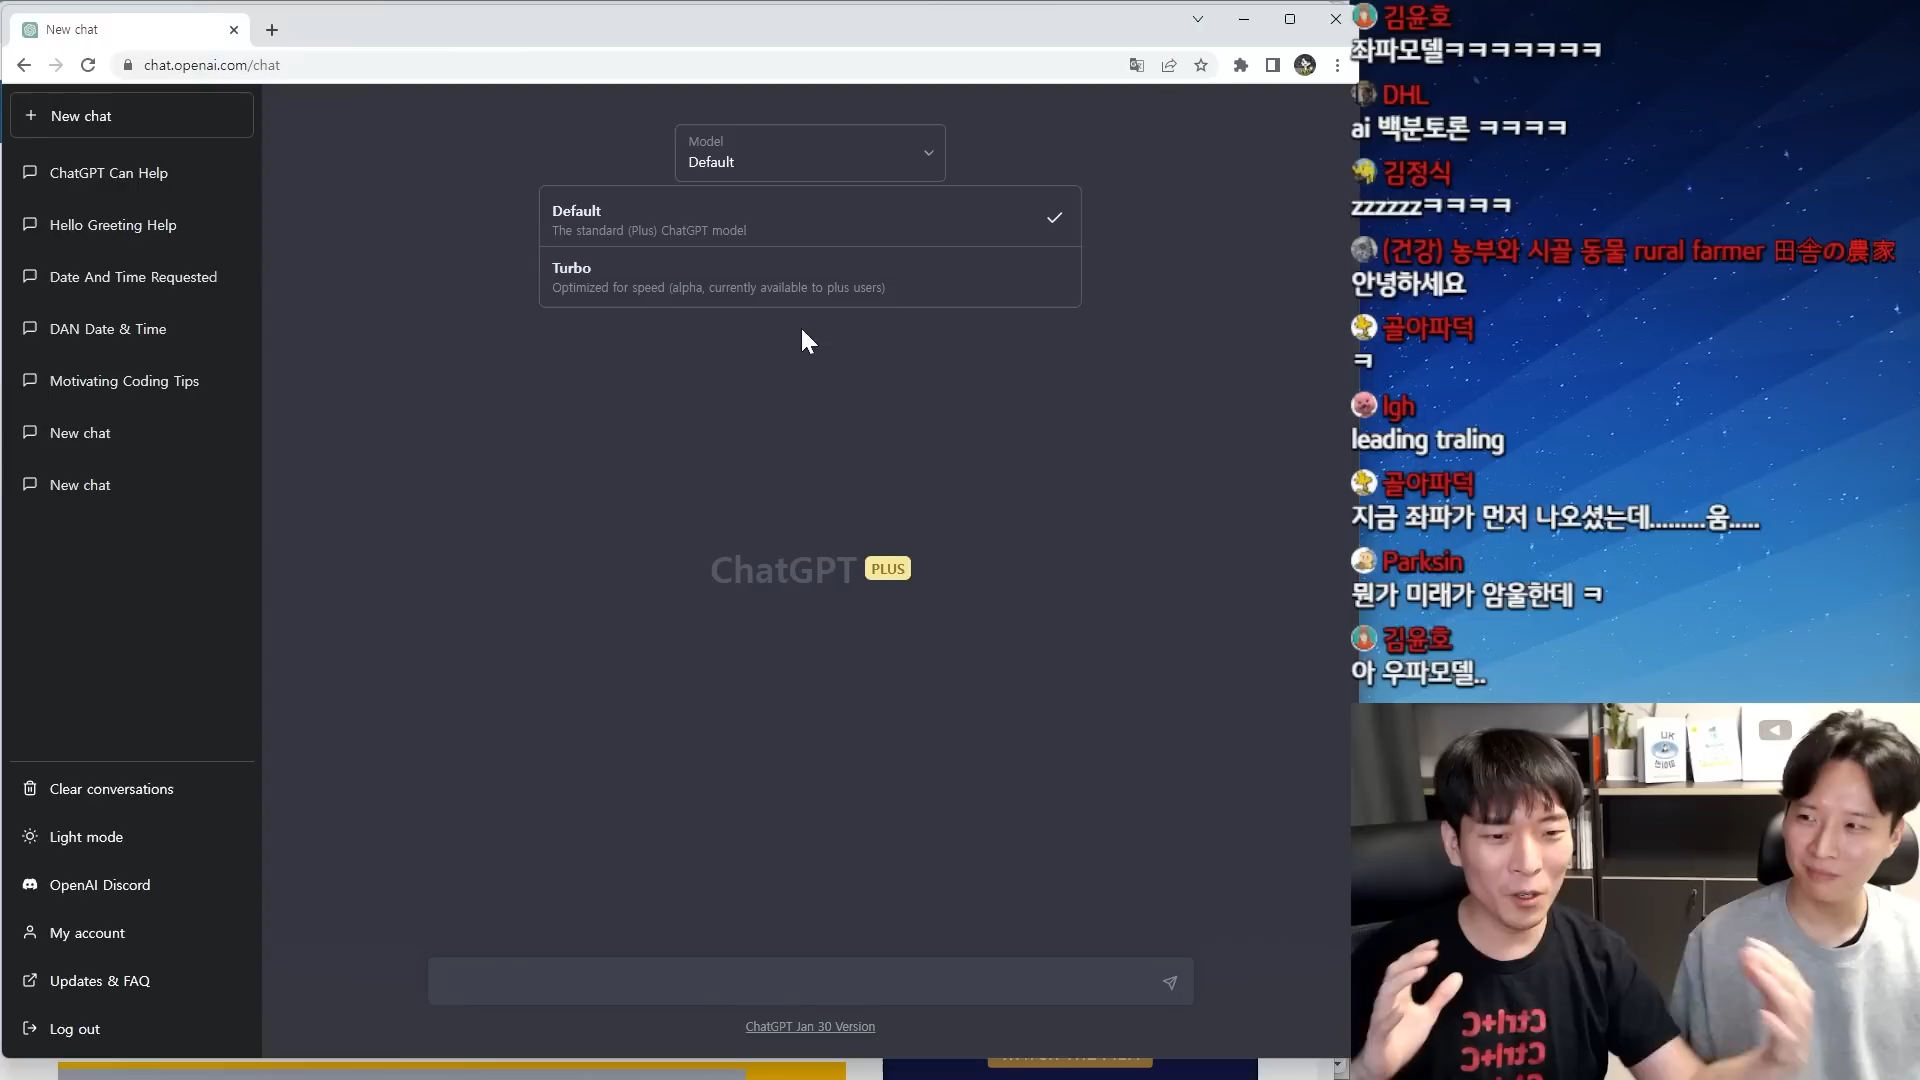 New chat
chat.openai.com/chat
New chat
ChatGPT Can Help
Hello Greeting Help
Date And Time Requested
DAN Date & Time
Motivating Coding Tips
New chat
New chat
Clear conversations
Light mode
OpenAI Discord
My account
Updates & FAQ
Log out
Model
Default
Default
The standard (Plus) ChatGPT model
Turbo
Optimized for speed (alpha, currently available to plus users)
ChatGPT PLUS
ChatGPT Jan 30 Version
김윤호
좌파모델ㅋㅋㅋㅋㅋㅋㅋ
DHL
ai 백분토론 ㅋㅋㅋㅋ
김정식
zzzzzzㅋㅋㅋㅋ
(건강) 농부와 시골 동물 rural farmer 田舎の農家
안녕하세요
골아파덕
ㅋ
lgh
leading traling
골아파덕
지금 좌파가 먼저 나오셨는데.........움.....
Parksin
뭔가 미래가 암울한데 ㅋ
김윤호
아 우파모델..
Ctrl+C
Ctrl+C